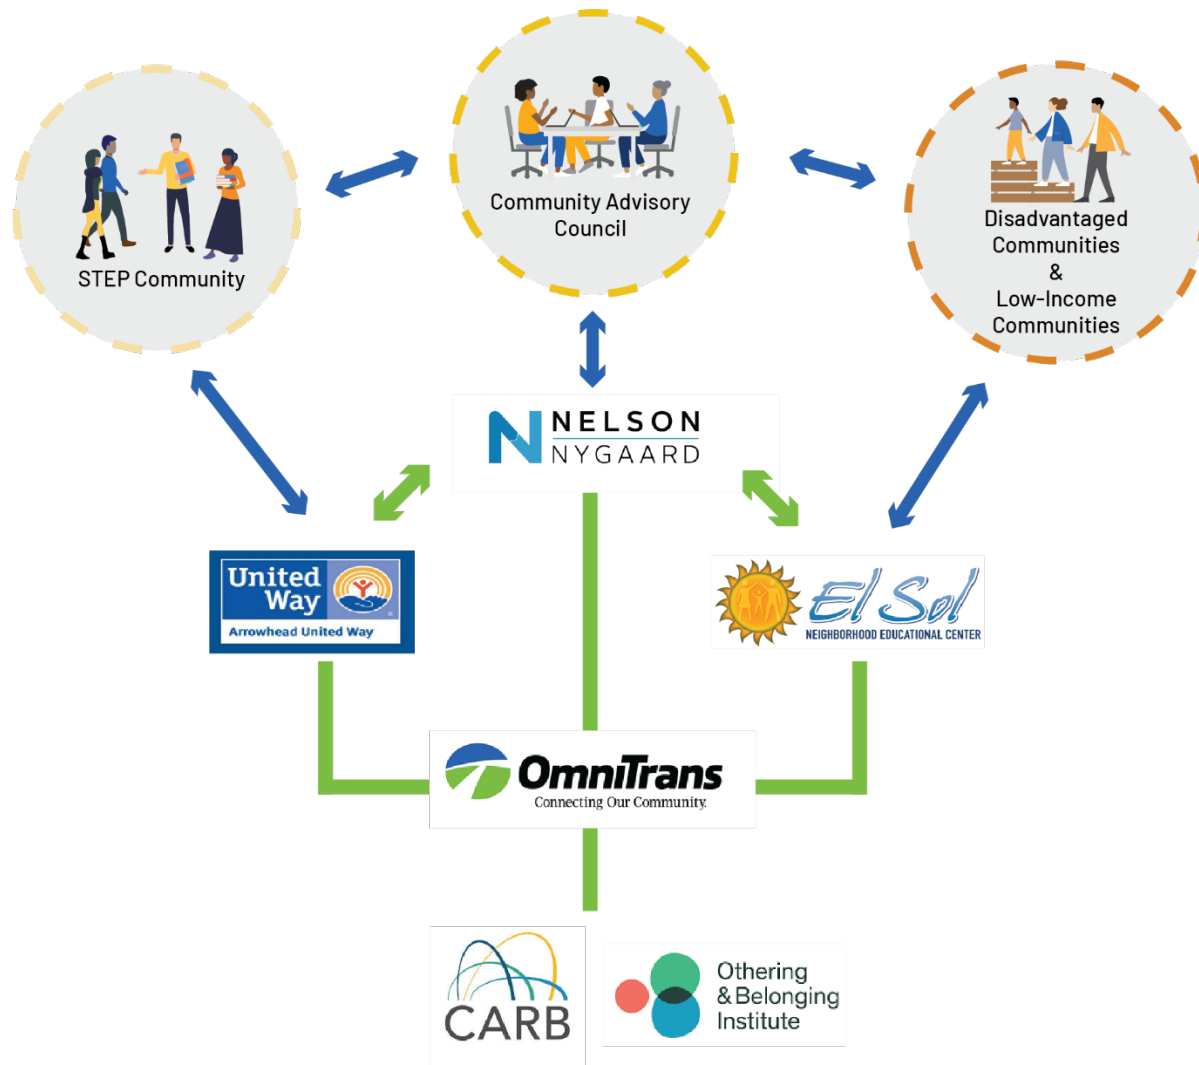 STEP Community
Community Advisory
Council
Disadvantaged
Communities
&
Low-Income
Communities
NELSON
NYGAARD
United
Way
Arrowhead United Way
El Sol
NEIGHBORHOOD EDUCATIONAL CENTER
OmniTrans
Connecting Our Community.
CARB
Othering
& Belonging
Institute